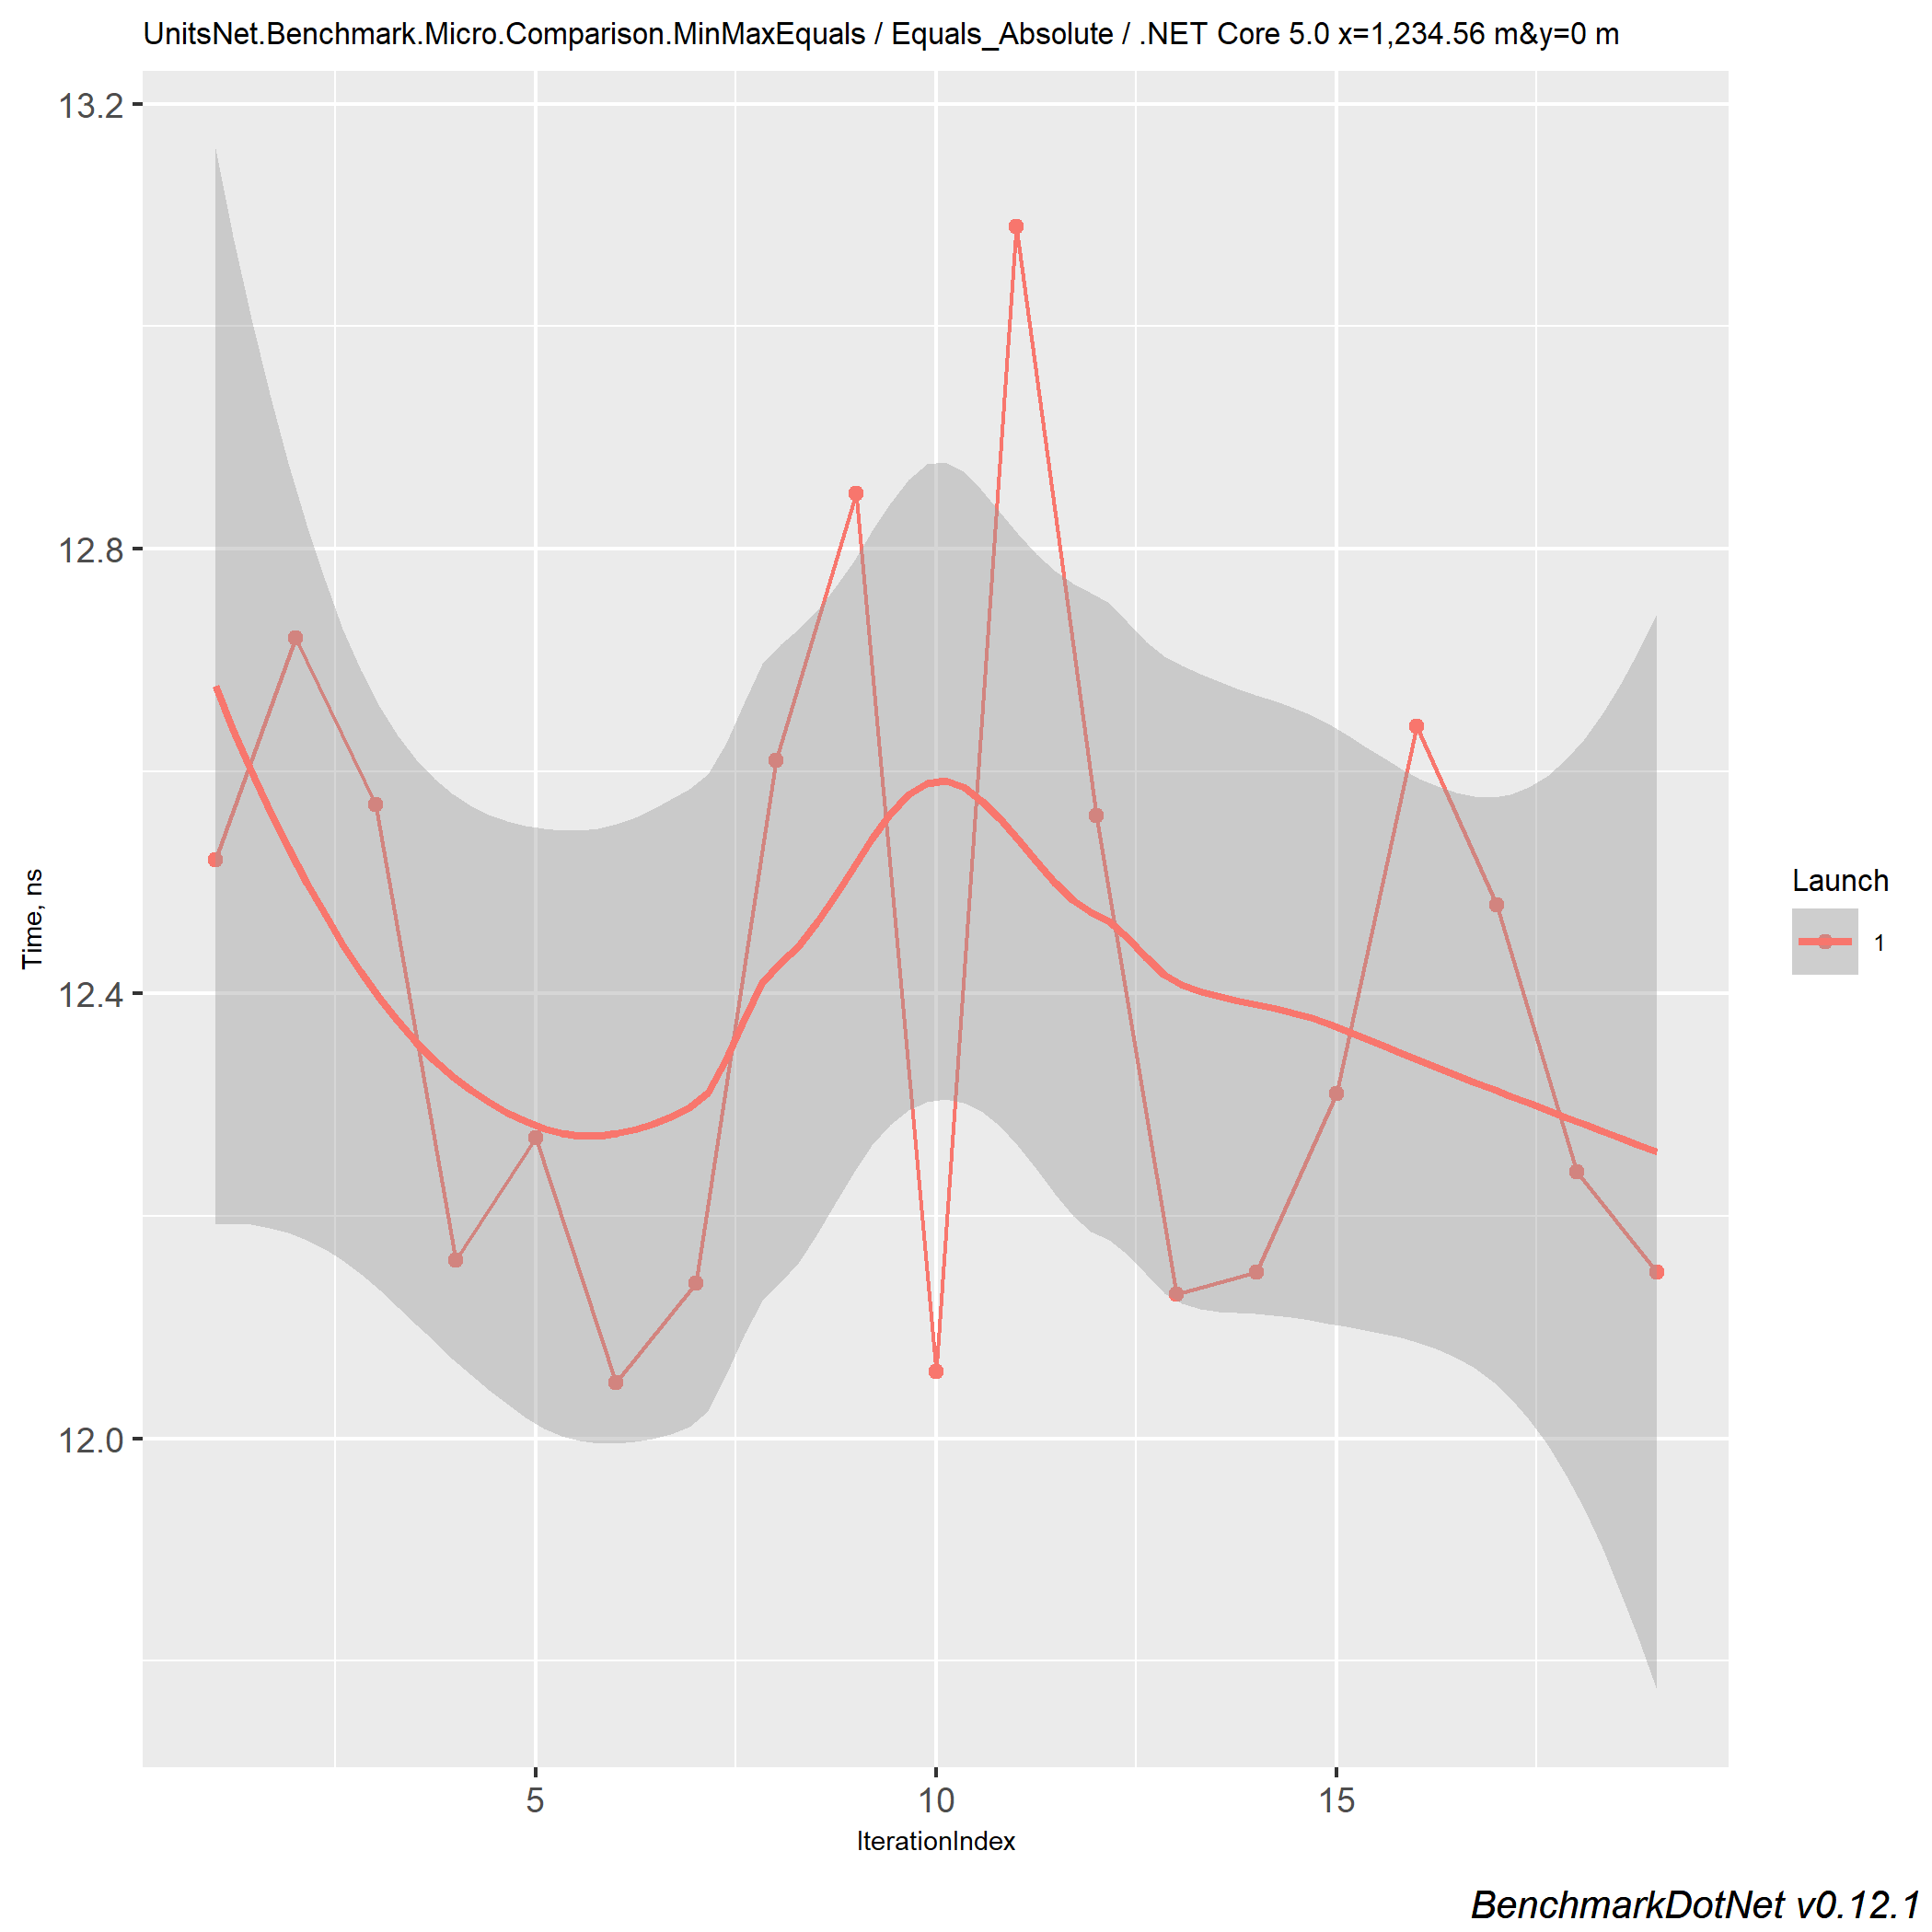 UnitsNet.Benchmark.Micro.Comparison.MinMaxEquals / Equals_Absolute / .NET Core 5.0 x=1,234.56 m&y=0 m
13.2
12.8
12.4
12.0
Time, ns
5 10 15
IterationIndex
Launch
1
BenchmarkDotNet v0.12.1